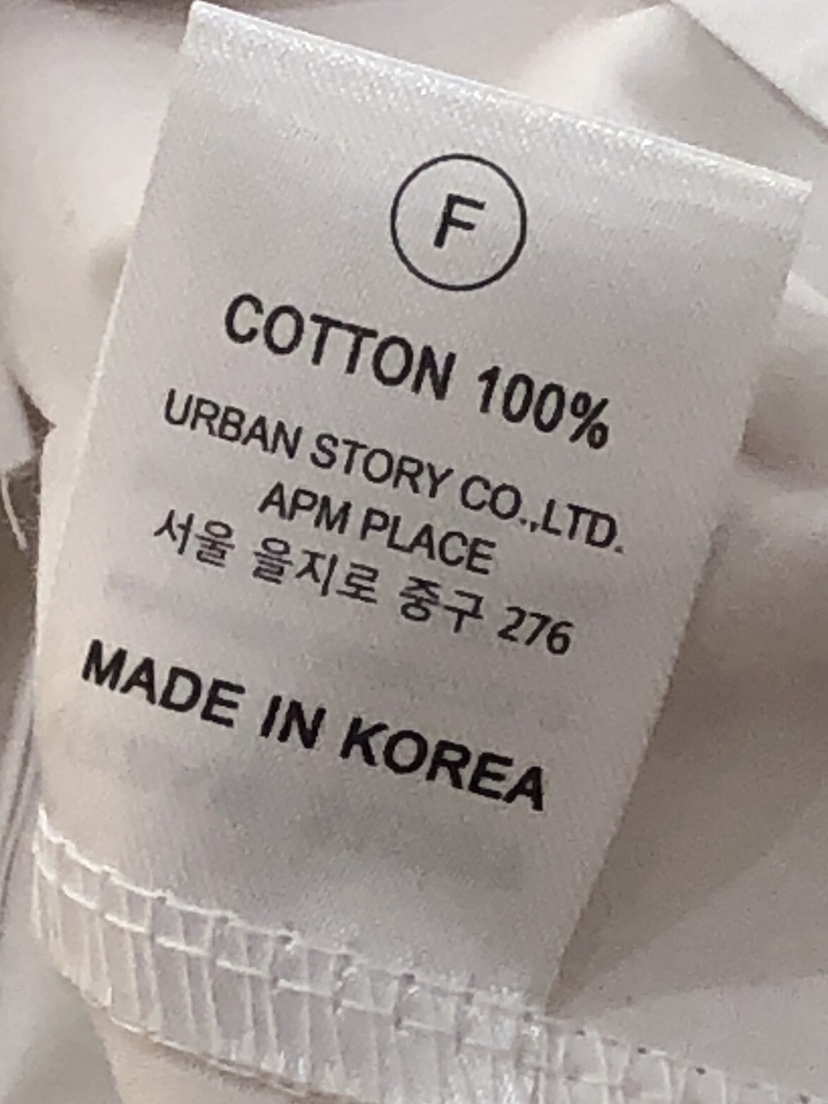 F
COTTON 100%
URBAN STORY CO.,LTD.
APM PLACE
서울 을지로 중구 276
MADE IN KOREA